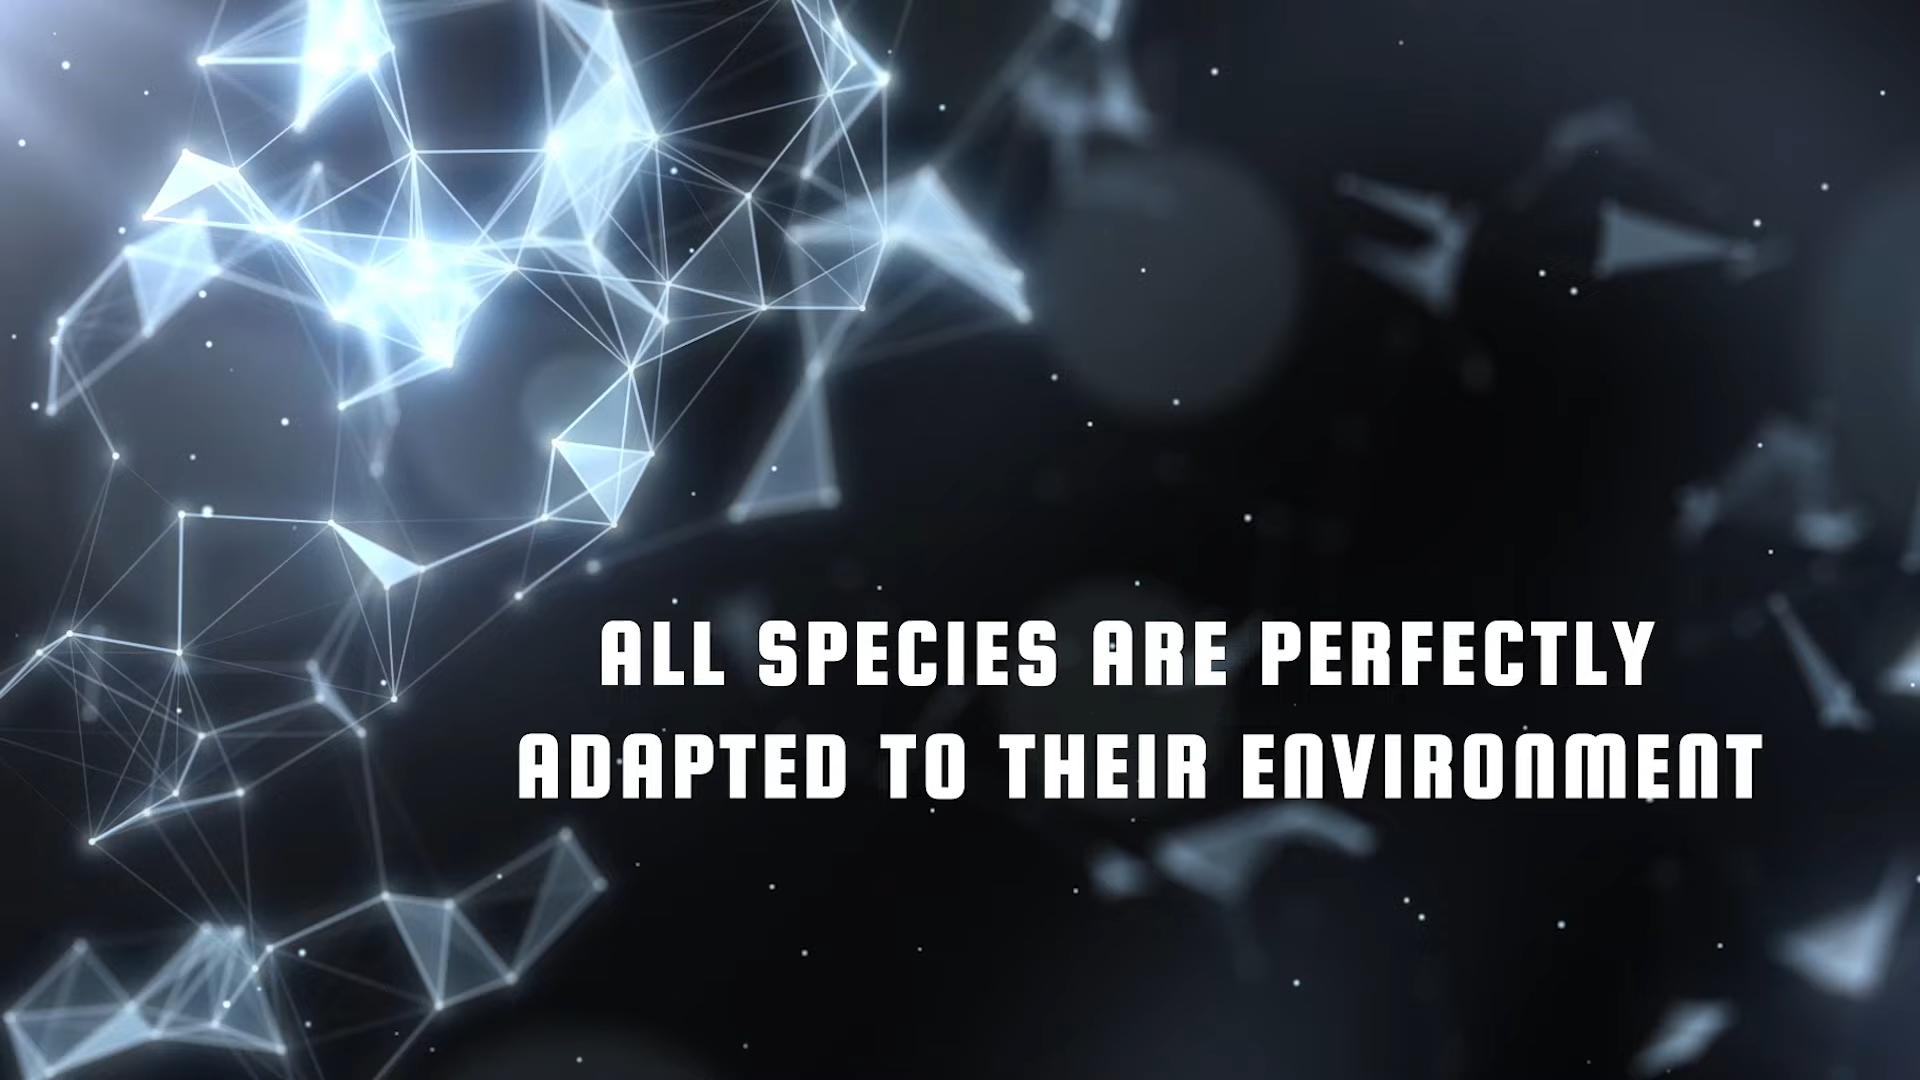 ALL SPECIES ARE PERFECTLY
ADAPTED TO THEIR ENVIRONMENT